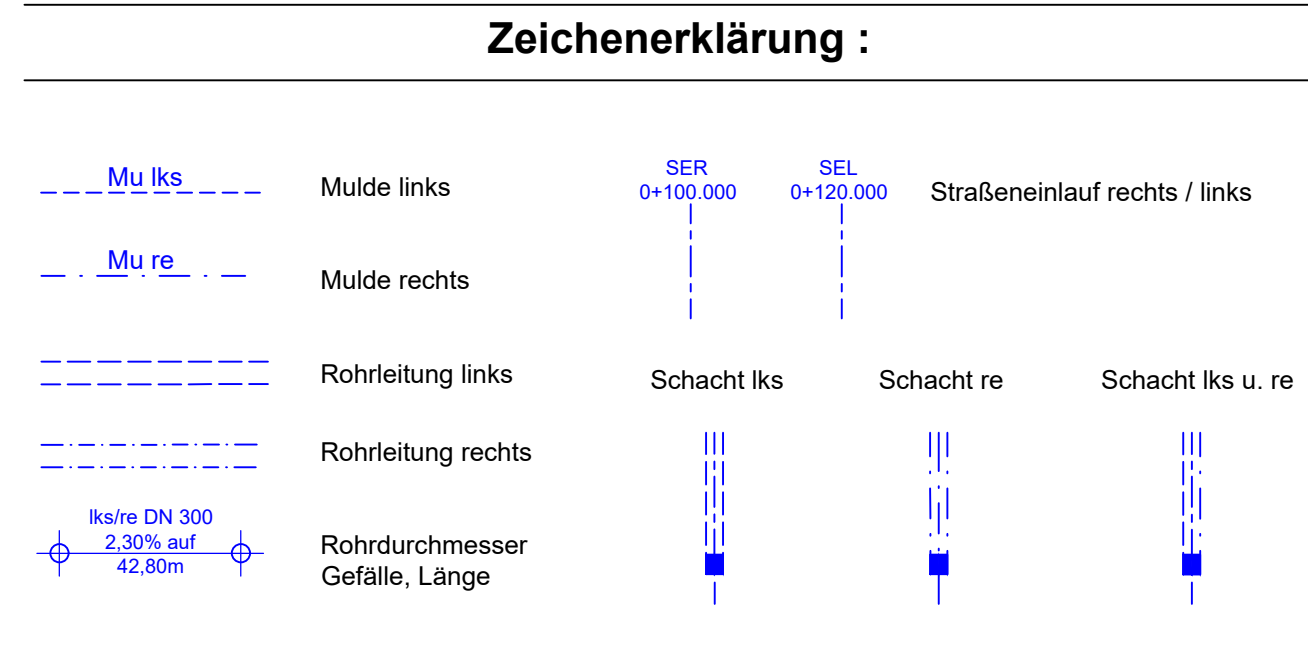 Zeichenerklärung :
Mu lks
Mulde links
SER
0+100.000
SEL
0+120.000
Straßeneinlauf rechts / links
Mu re
Mulde rechts
Rohrleitung links
Schacht lks
Schacht re
Schacht lks u. re
Rohrleitung rechts
lks/re DN 300
2,30% auf
42,80m
Rohrdurchmesser
Gefälle, Länge